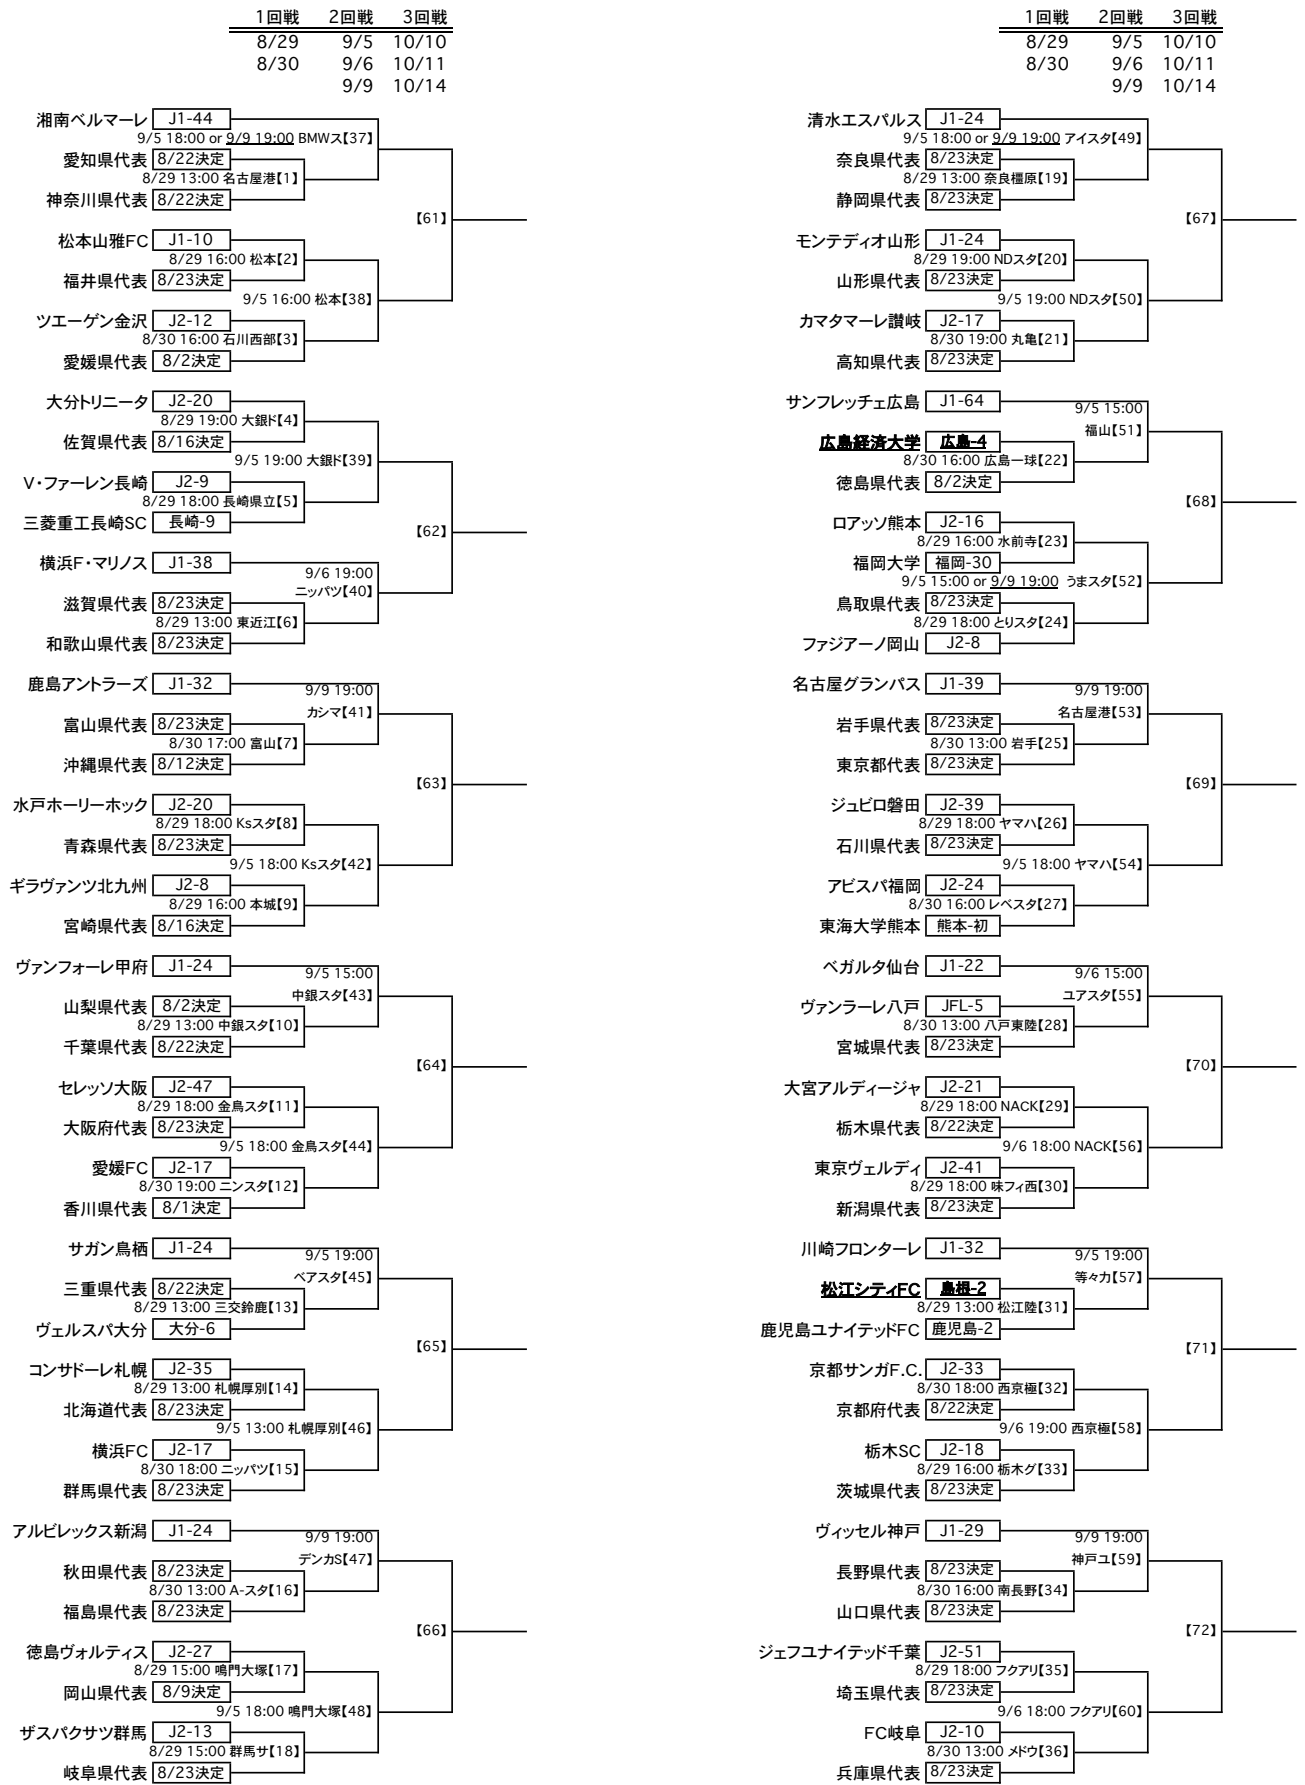 1回戦 2回戦 3回戦
8/29 9/5 10/10
8/30 9/6 10/11
9/9 10/14
湘南ベルマーレ J1-44
9/5 18:00 or 9/9 19:00 BMWス【37】
愛知県代表 8/22決定
8/29 13:00 名古屋港【1】
神奈川県代表 8/22決定
【61】
松本山雅FC J1-10
8/29 16:00 松本【2】
福井県代表 8/23決定
9/5 16:00 松本【38】
ツエーゲン金沢 J2-12
8/30 16:00 石川西部【3】
愛媛県代表 8/2決定
大分トリニータ J2-20
8/29 19:00 大銀ド【4】
佐賀県代表 8/16決定
9/5 19:00 大銀ド【39】
V・ファーレン長崎 J2-9
8/29 18:00 長崎県立【5】
三菱重工長崎SC 長崎-9
【62】
横浜F・マリノス J1-38
9/6 19:00
ニッパツ【40】
滋賀県代表 8/23決定
8/29 13:00 東近江【6】
和歌山県代表 8/23決定
鹿島アントラーズ J1-32
9/9 19:00
カシマ【41】
富山県代表 8/23決定
8/30 17:00 富山【7】
沖縄県代表 8/12決定
【63】
水戸ホーリーホック J2-20
8/29 18:00 Ksスタ【8】
青森県代表 8/23決定
9/5 18:00 Ksスタ【42】
ギラヴァンツ北九州 J2-8
8/29 16:00 本城【9】
宮崎県代表 8/16決定
ヴァンフォーレ甲府 J1-24
9/5 15:00
中銀スタ【43】
山梨県代表 8/2決定
8/29 13:00 中銀スタ【10】
千葉県代表 8/22決定
【64】
セレッソ大阪 J2-47
8/29 18:00 金鳥スタ【11】
大阪府代表 8/23決定
9/5 18:00 金鳥スタ【44】
愛媛FC J2-17
8/30 19:00 ニンスタ【12】
香川県代表 8/1決定
サガン鳥栖 J1-24
9/5 19:00
ベアスタ【45】
三重県代表 8/22決定
8/29 13:00 三交鈴鹿【13】
ヴェルスパ大分 大分-6
【65】
コンサドーレ札幌 J2-35
8/29 13:00 札幌厚別【14】
北海道代表 8/23決定
9/5 13:00 札幌厚別【46】
横浜FC J2-17
8/30 18:00 ニッパツ【15】
群馬県代表 8/23決定
アルビレックス新潟 J1-24
9/9 19:00
デンカS【47】
秋田県代表 8/23決定
8/30 13:00 A-スタ【16】
福島県代表 8/23決定
【66】
徳島ヴォルティス J2-27
8/29 15:00 鳴門大塚【17】
岡山県代表 8/9決定
9/5 18:00 鳴門大塚【48】
ザスパクサツ群馬 J2-13
8/29 15:00 群馬サ【18】
岐阜県代表 8/23決定
1回戦 2回戦 3回戦
8/29 9/5 10/10
8/30 9/6 10/11
9/9 10/14
清水エスパルス J1-24
9/5 18:00 or 9/9 19:00 アイスタ【49】
奈良県代表 8/23決定
8/29 13:00 奈良橿原【19】
静岡県代表 8/23決定
【67】
モンテディオ山形 J1-24
8/29 19:00 NDスタ【20】
山形県代表 8/23決定
9/5 19:00 NDスタ【50】
カマタマーレ讃岐 J2-17
8/30 19:00 丸亀【21】
高知県代表 8/23決定
サンフレッチェ広島 J1-64
9/5 15:00
福山【51】
広島経済大学 広島-4
8/30 16:00 広島一球【22】
徳島県代表 8/2決定
【68】
ロアッソ熊本 J2-16
8/29 16:00 水前寺【23】
福岡大学 福岡-30
9/5 15:00 or 9/9 19:00 うまスタ【52】
鳥取県代表 8/23決定
8/29 18:00 とりスタ【24】
ファジアーノ岡山 J2-8
名古屋グランパス J1-39
9/9 19:00
名古屋港【53】
岩手県代表 8/23決定
8/30 13:00 岩手【25】
東京都代表 8/23決定
【69】
ジュビロ磐田 J2-39
8/29 18:00 ヤマハ【26】
石川県代表 8/23決定
9/5 18:00 ヤマハ【54】
アビスパ福岡 J2-24
8/30 16:00 レベスタ【27】
東海大学熊本 熊本-初
ベガルタ仙台 J1-22
9/6 15:00
ユアスタ【55】
ヴァンラーレ八戸 JFL-5
8/30 13:00 八戸東陸【28】
宮城県代表 8/23決定
【70】
大宮アルディージャ J2-21
8/29 18:00 NACK【29】
栃木県代表 8/22決定
9/6 18:00 NACK【56】
東京ヴェルディ J2-41
8/29 18:00 味フィ西【30】
新潟県代表 8/23決定
川崎フロンターレ J1-32
9/5 19:00
等々力【57】
松江シティFC 島根-2
8/29 13:00 松江陸【31】
鹿児島ユナイテッドFC 鹿児島-2
【71】
京都サンガF.C. J2-33
8/30 18:00 西京極【32】
京都府代表 8/22決定
9/6 19:00 西京極【58】
栃木SC J2-18
8/29 16:00 栃木グ【33】
茨城県代表 8/23決定
ヴィッセル神戸 J1-29
9/9 19:00
神戸ユ【59】
長野県代表 8/23決定
8/30 16:00 南長野【34】
山口県代表 8/23決定
【72】
ジェフユナイテッド千葉 J2-51
8/29 18:00 フクアリ【35】
埼玉県代表 8/23決定
9/6 18:00 フクアリ【60】
FC岐阜 J2-10
8/30 13:00 メドウ【36】
兵庫県代表 8/23決定